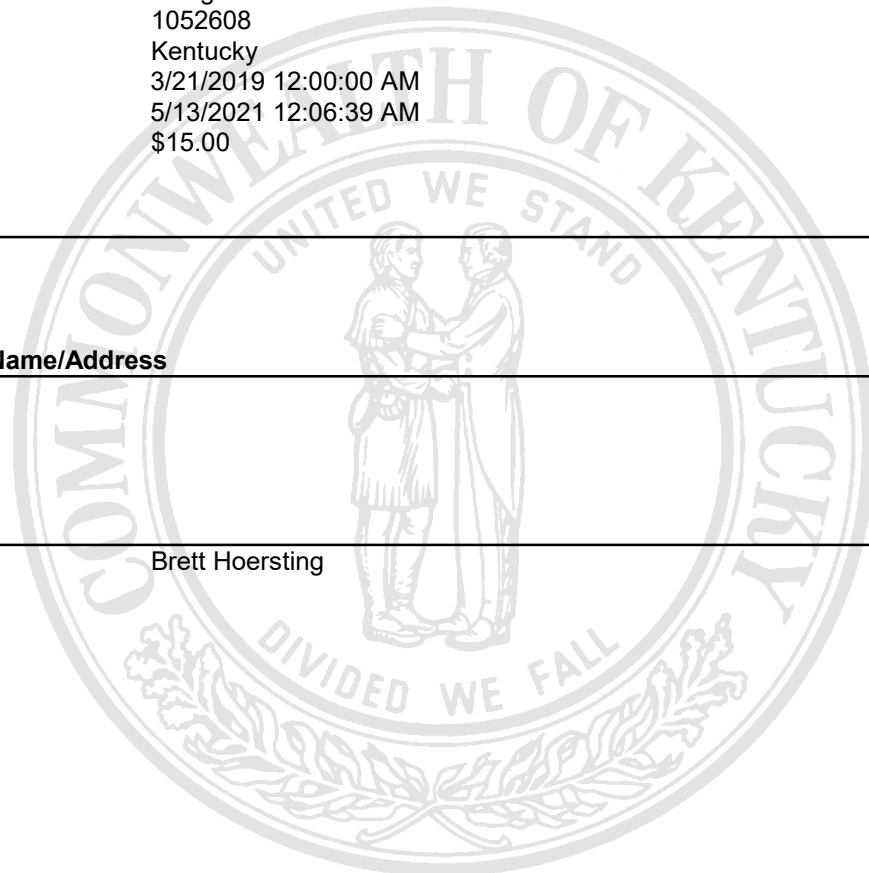 1052608
Kentucky
3/21/2019 12:00:00 AM
5/13/2021 12:06:39 AM
$15.00
COMMONWEALTH OF KENTUCKY
UNITED WE STAND
ame/Address
Brett Hoersting
DIVIDED WE FALL